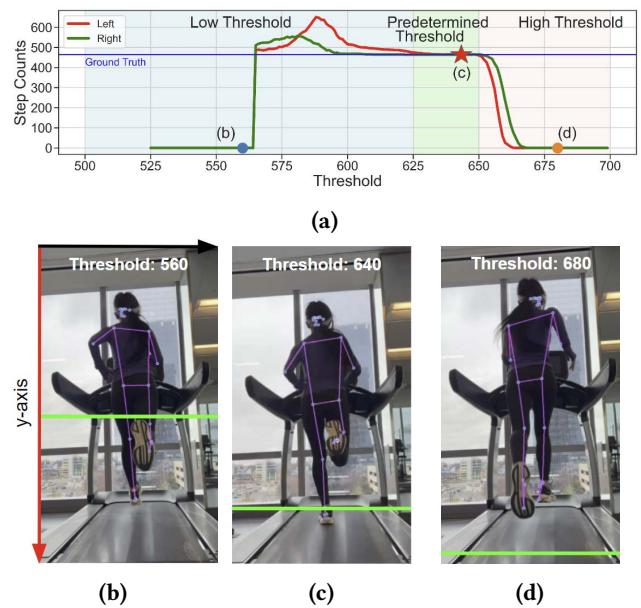 Low Threshold Predetermined Threshold High Threshold
Left
Right
Ground Truth
(b) (c) (d)
Step Counts
600
500
400
300
200
100
0
500 525 550 575 600 625 650 675 700
Threshold
(a)
Threshold: 560 Threshold: 640 Threshold: 680
y-axis
(b) (c) (d)